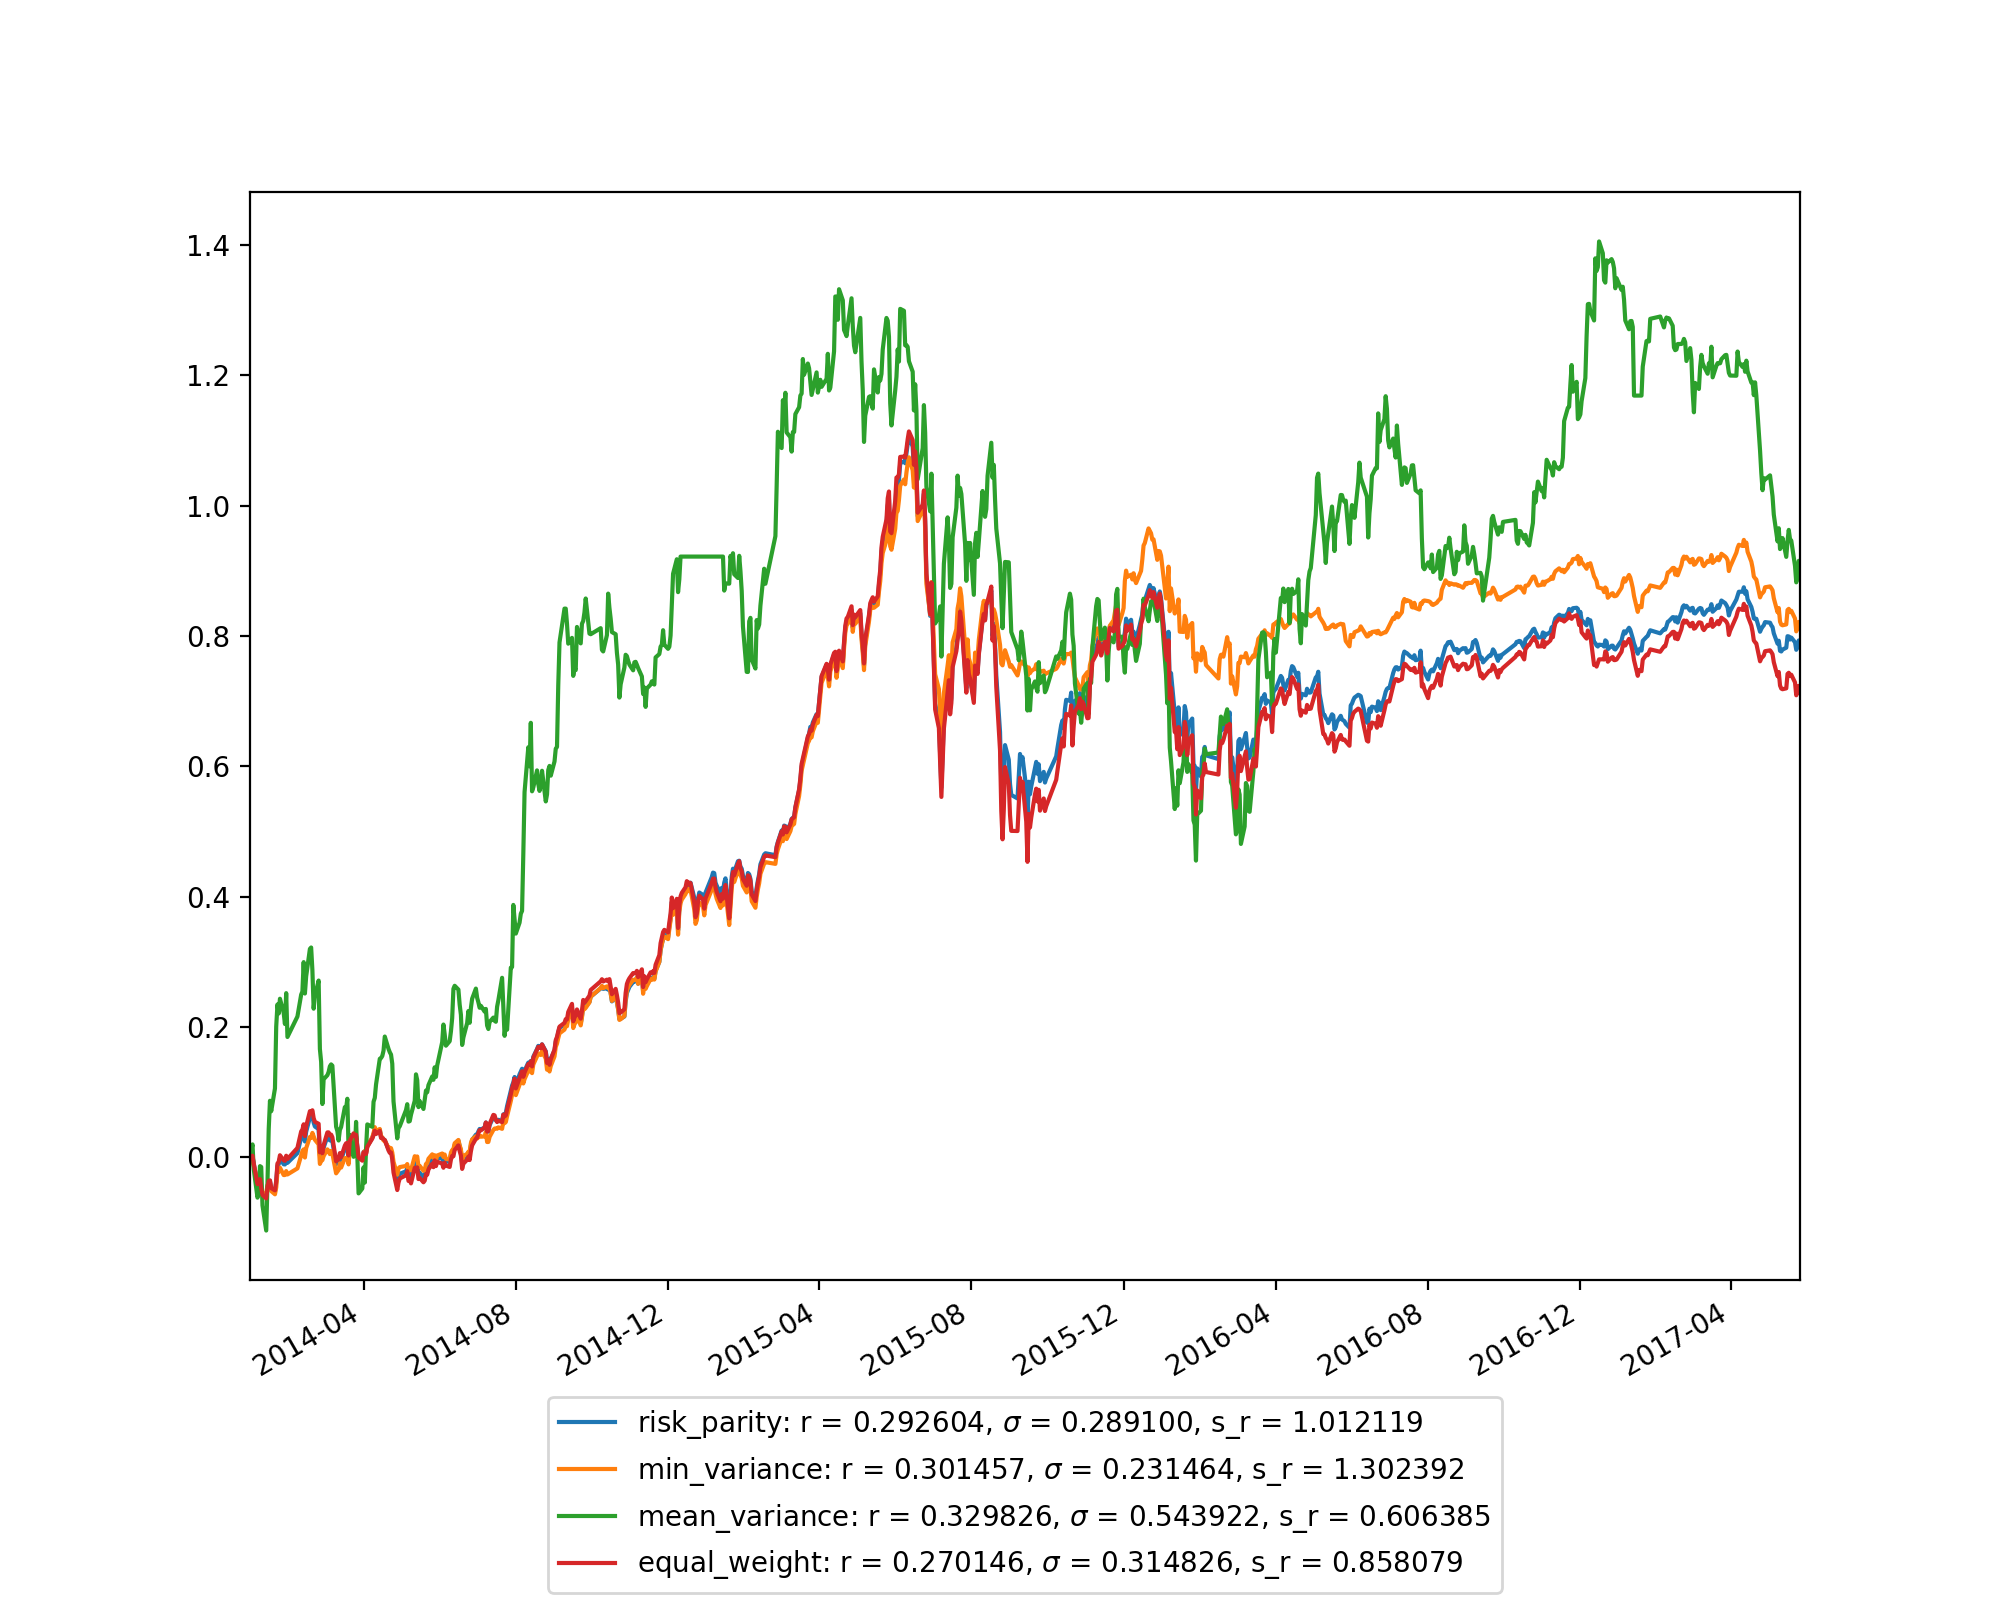 1.4
1.2
1.0
0.8
0.6
0.4
0.2
0.0
2014-04 2014-08 2014-12 2015-04 2015-08 2015-12 2016-04 2016-08 2016-12 2017-04
risk_parity: r = 0.292604, σ = 0.289100, s_r = 1.012119
min_variance: r = 0.301457, σ = 0.231464, s_r = 1.302392
mean_variance: r = 0.329826, σ = 0.543922, s_r = 0.606385
equal_weight: r = 0.270146, σ = 0.314826, s_r = 0.858079